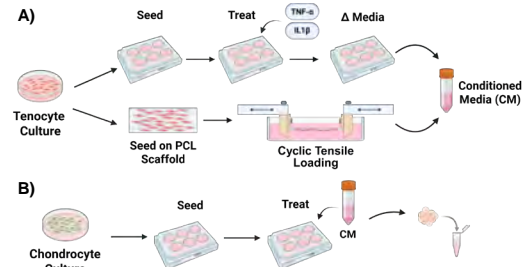 A)
Seed
Treat
TNF-α
IL1β
Δ Media
Tenocyte
Culture
Conditioned
Media (CM)
Seed on PCL
Scaffold
Cyclic Tensile
Loading
B)
Seed
Treat
CM
Chondrocyte
Culture